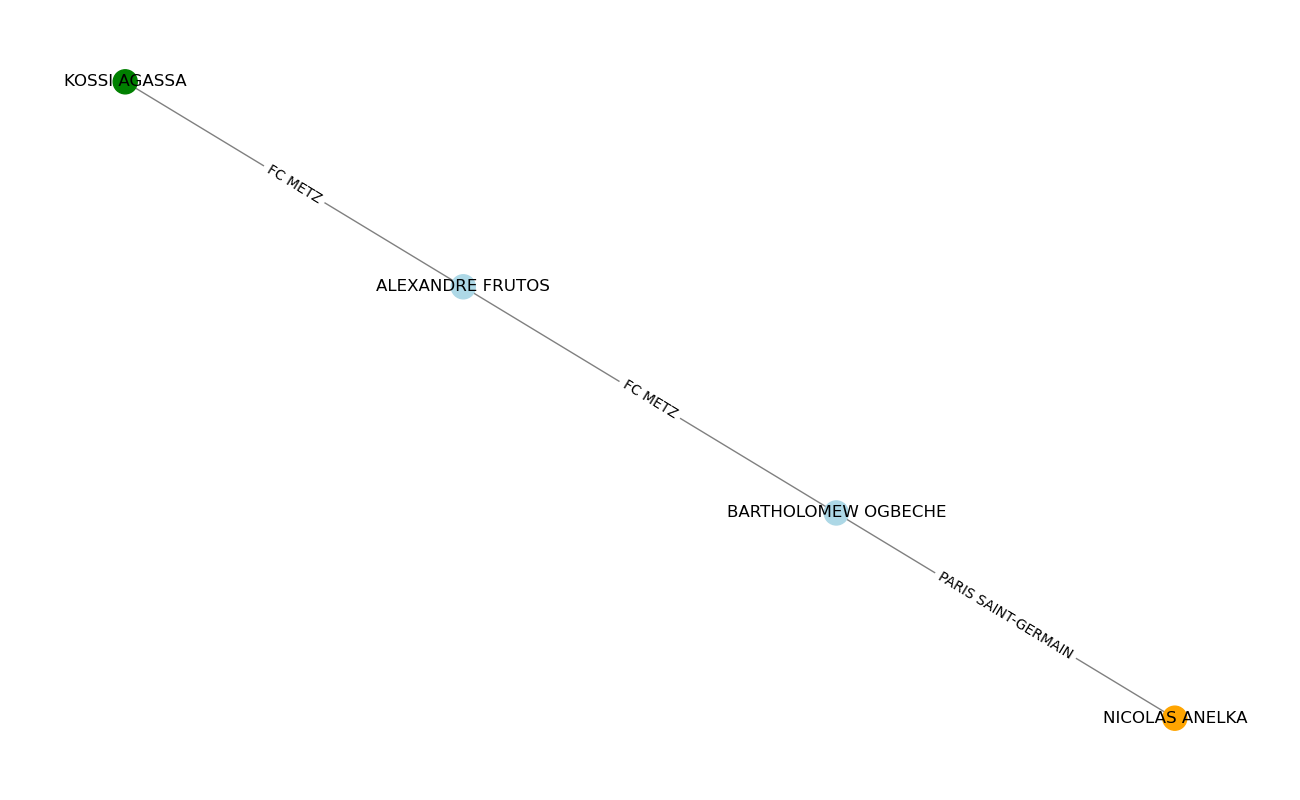 KOSSI AGASSA
FC METZ
ALEXANDRE FRUTOS
FC METZ
BARTHOLOMEW OGBECHE
PARIS SAINT-GERMAIN
NICOLAS ANELKA